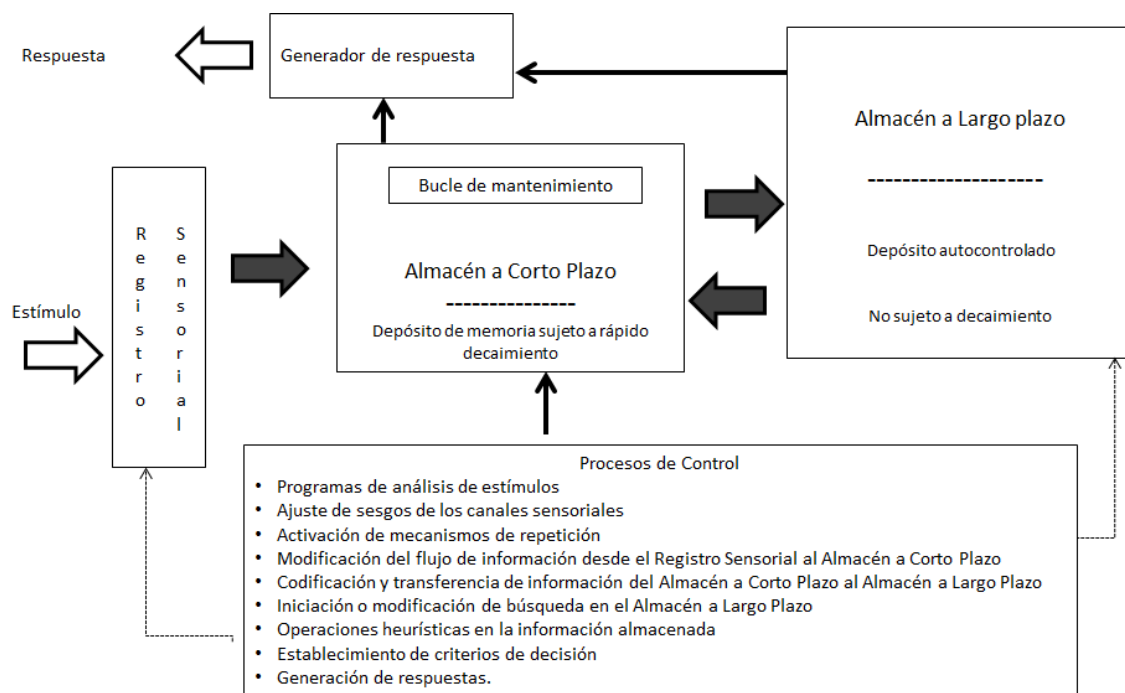 Respuesta
Generador de respuesta
Almacén a Largo plazo
--------------------
Depósito autocontrolado
No sujeto a decaimiento
Bucle de mantenimiento
Almacén a Corto Plazo
---------------
Depósito de memoria sujeto a rápido
decaimiento
Registro
Sensorial
Estímulo
Procesos de Control
• Programas de análisis de estímulos
• Ajuste de sesgos de los canales sensoriales
• Activación de mecanismos de repetición
• Modificación del flujo de información desde el Registro Sensorial al Almacén a Corto Plazo
• Codificación y transferencia de información del Almacén a Corto Plazo al Almacén a Largo Plazo
• Iniciación o modificación de búsqueda en el Almacén a Largo Plazo
• Operaciones heurísticas en la información almacenada
• Establecimiento de criterios de decisión
• Generación de respuestas.